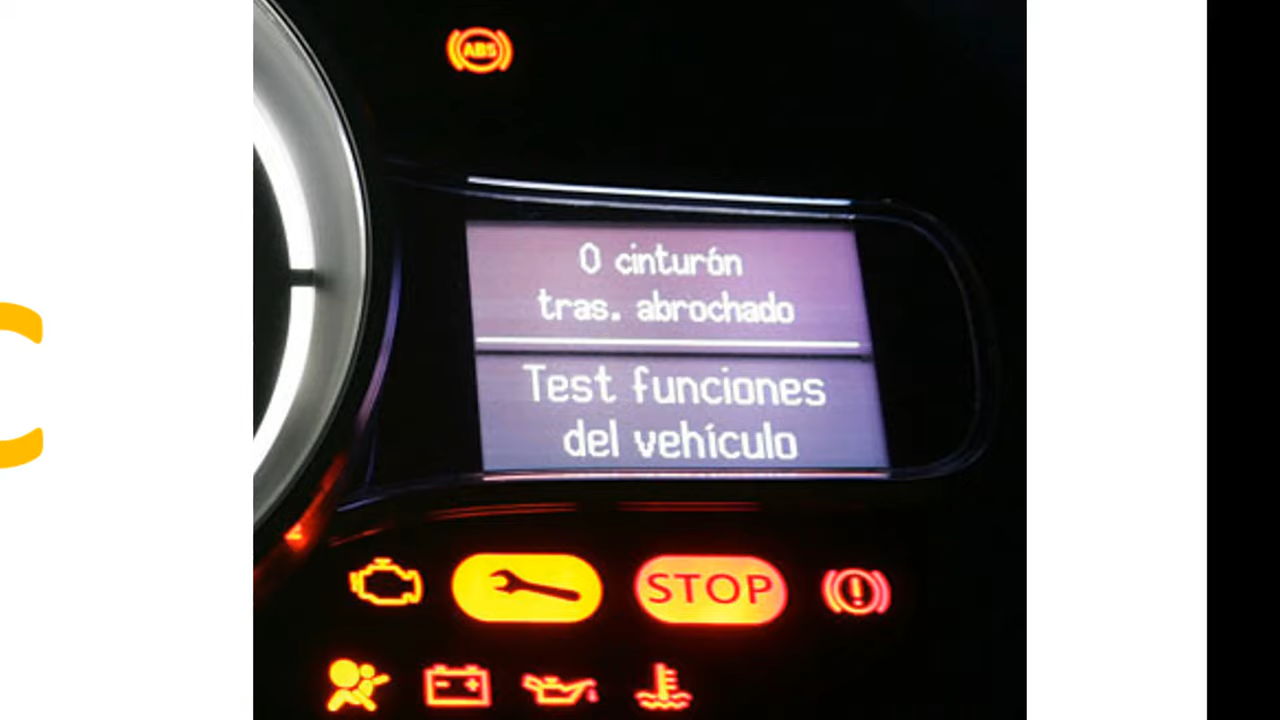 ABS
0 cinturón
tras. abrochado
Test funciones
del vehículo
STOP